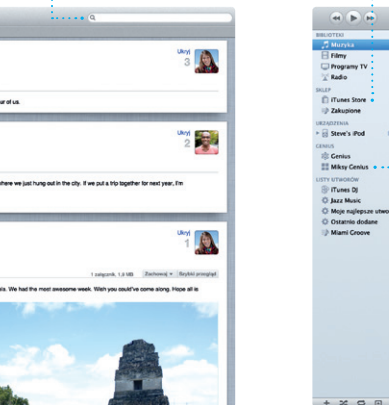 Ukryj
3
ur of us.
Ukryj
2
where we just hung out in the city. If we put a trip together for next year, I'm
Ukryj
1
1 załącznik, 1,9 MB Zachowaj Szybki przegląd
ala. We had the most awesome week. Wish you could've come along. Hope all is
BIBLIOTEKI
Muzyka
Filmy
Programy TV
Radio
SKLEP
iTunes Store
Zakupione
URZĄDZENIA
Steve's iPod
GENIUS
Genius
Miksy Genius
LISTY UTWORÓW
iTunes DJ
Jazz Music
Moje najlepsze utwo
Ostatnio dodane
Miami Groove